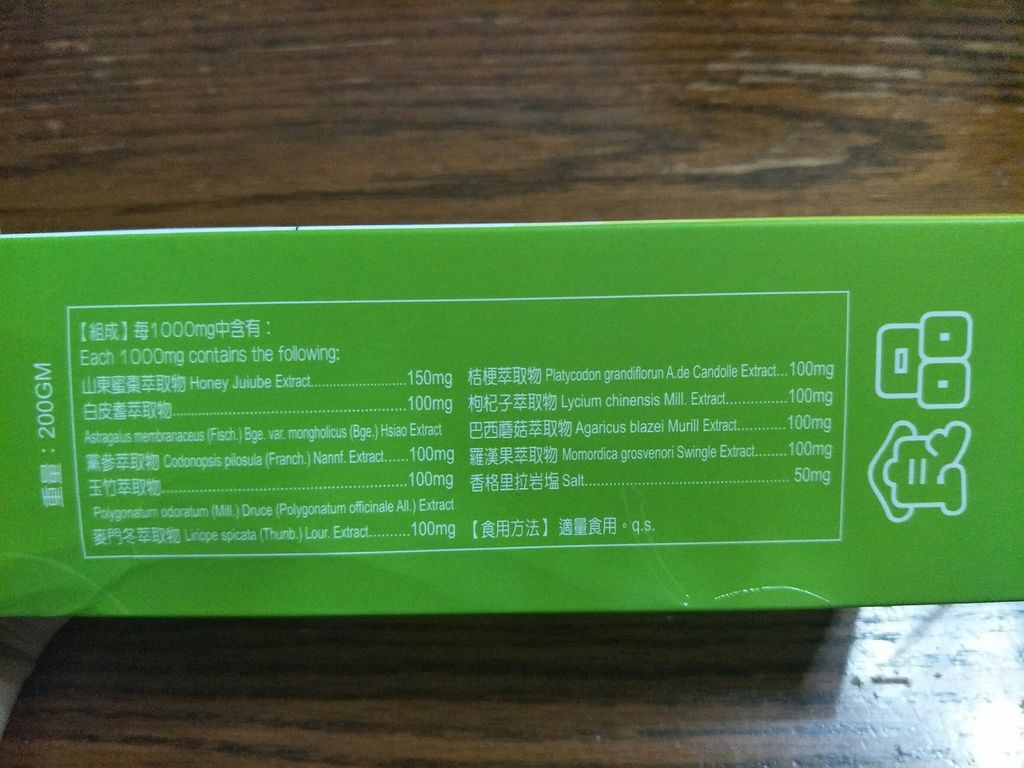 【組成】每1000mg中含有：
Each 1000mg contains the following:
山東蜜棗萃取物 Honey Juiube Extract........................150mg
白皮耆萃取物............................................................100mg
Astragalus membranaceus (Fisch.) Bge. var. mongholicus (Bge.) Hsiao Extract
黨參萃取物 Codonopsis pilosula (Franch.) Nannf. Extract......100mg
玉竹萃取物...............................................................100mg
Polygonatum odoratum (Mill.) Druce (Polygonatum officinale All.) Extract
麥門冬萃取物 Liriope spicata (Thunb.) Lour. Extract..........100mg
桔梗萃取物 Platycodon grandiflorun A.de Candolle Extract...100mg
枸杞子萃取物 Lycium chinensis Mill. Extract...............100mg
巴西蘑菇萃取物 Agaricus blazei Murill Extract............100mg
羅漢果萃取物 Momordica grosvenori Swingle Extract........100mg
香格里拉岩塩 Salt.................................................... 50mg
【食用方法】適量食用。q.s.
重量：200GM
食品